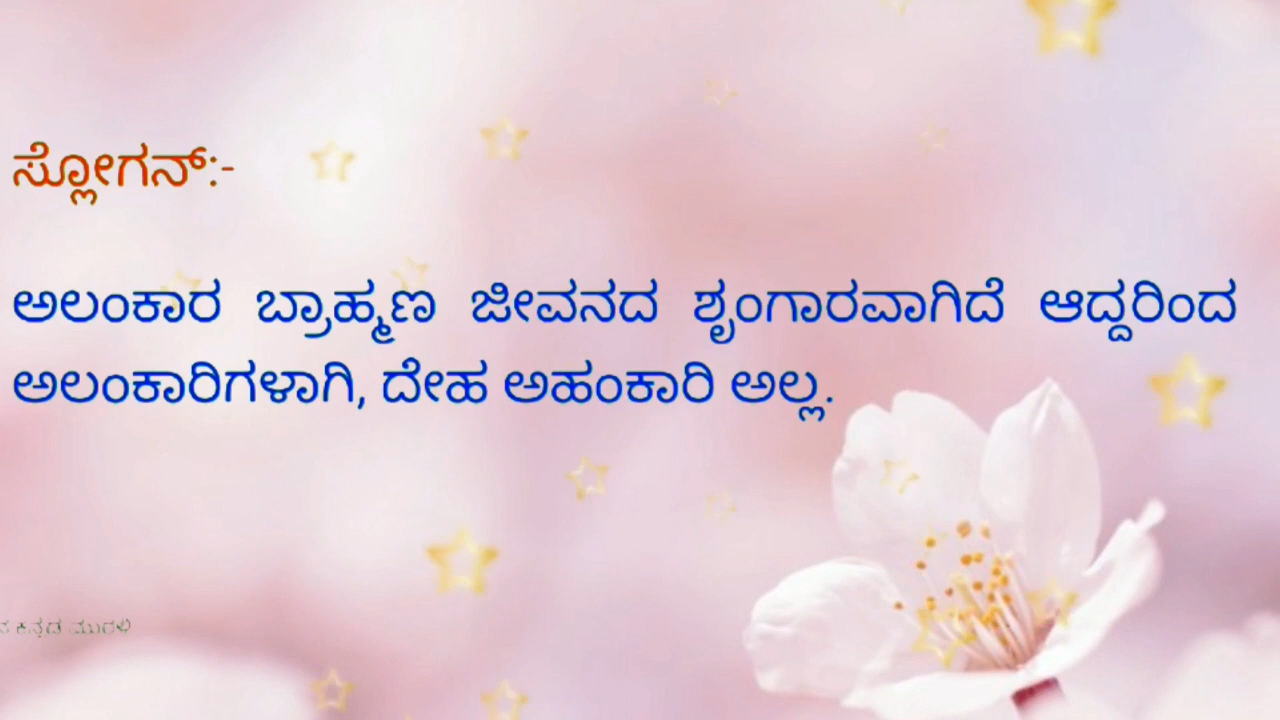 ಸ್ಲೋಗನ್:-
ಅಲಂಕಾರ ಬ್ರಾಹ್ಮಣ ಜೀವನದ ಶೃಂಗಾರವಾಗಿದೆ ಆದ್ದರಿಂದ
ಅಲಂಕಾರಿಗಳಾಗಿ, ದೇಹ ಅಹಂಕಾರಿ ಅಲ್ಲ.
ಕನ್ನಡ ಮುರಳಿ